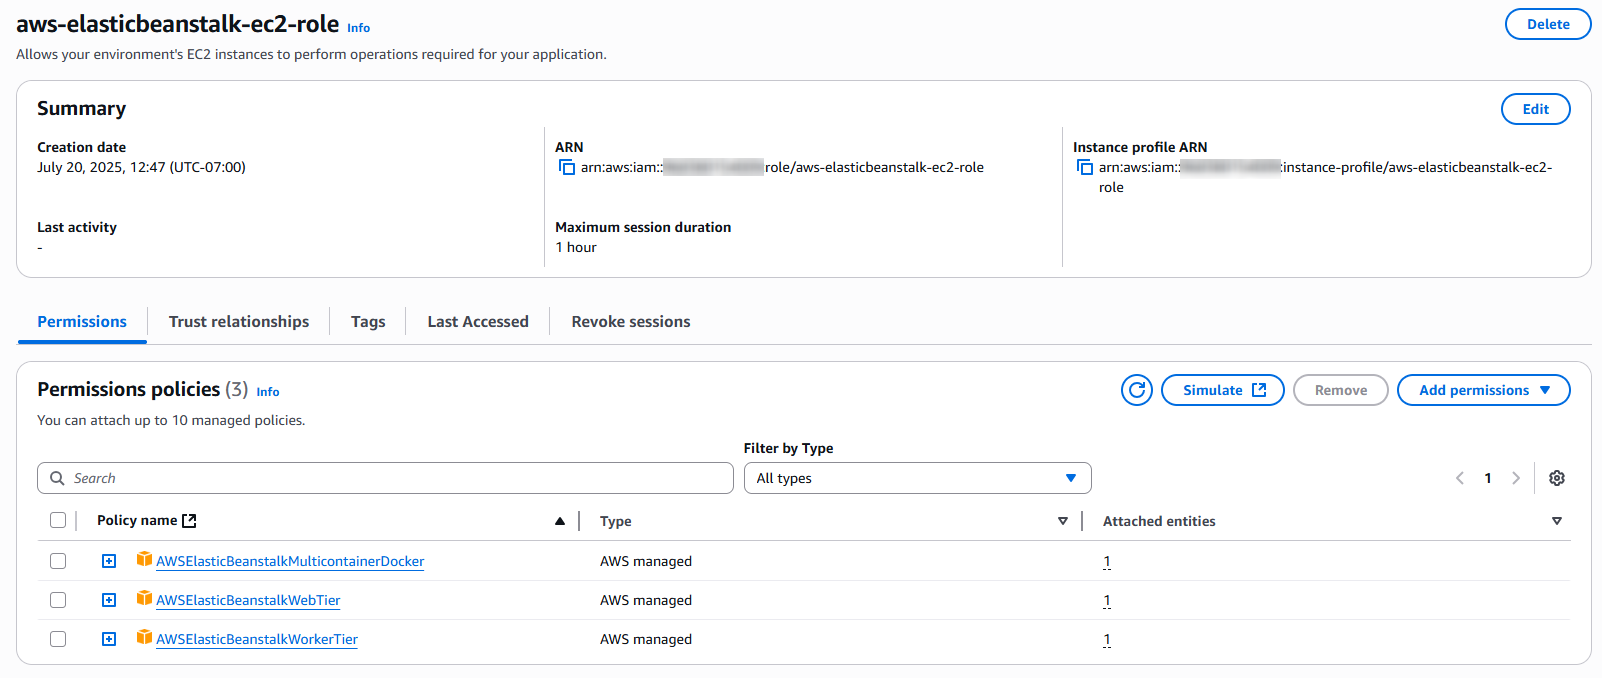 aws-elasticbeanstalk-ec2-role Info
Delete
Allows your environment's EC2 instances to perform operations required for your application.
Summary
Edit
Creation date
July 20, 2025, 12:47 (UTC-07:00)
ARN
arn:aws:iam:: role/aws-elasticbeanstalk-ec2-role
Instance profile ARN
arn:aws:iam:: :instance-profile/aws-elasticbeanstalk-ec2-
role
Last activity
-
Maximum session duration
1 hour
Permissions
Trust relationships
Tags
Last Accessed
Revoke sessions
Permissions policies (3) Info
Simulate
Remove
Add permissions
You can attach up to 10 managed policies.
Filter by Type
Search
All types
1
Policy name
Type
Attached entities
AWSElasticBeanstalkMulticontainerDocker
AWS managed
1
AWSElasticBeanstalkWebTier
AWS managed
1
AWSElasticBeanstalkWorkerTier
AWS managed
1